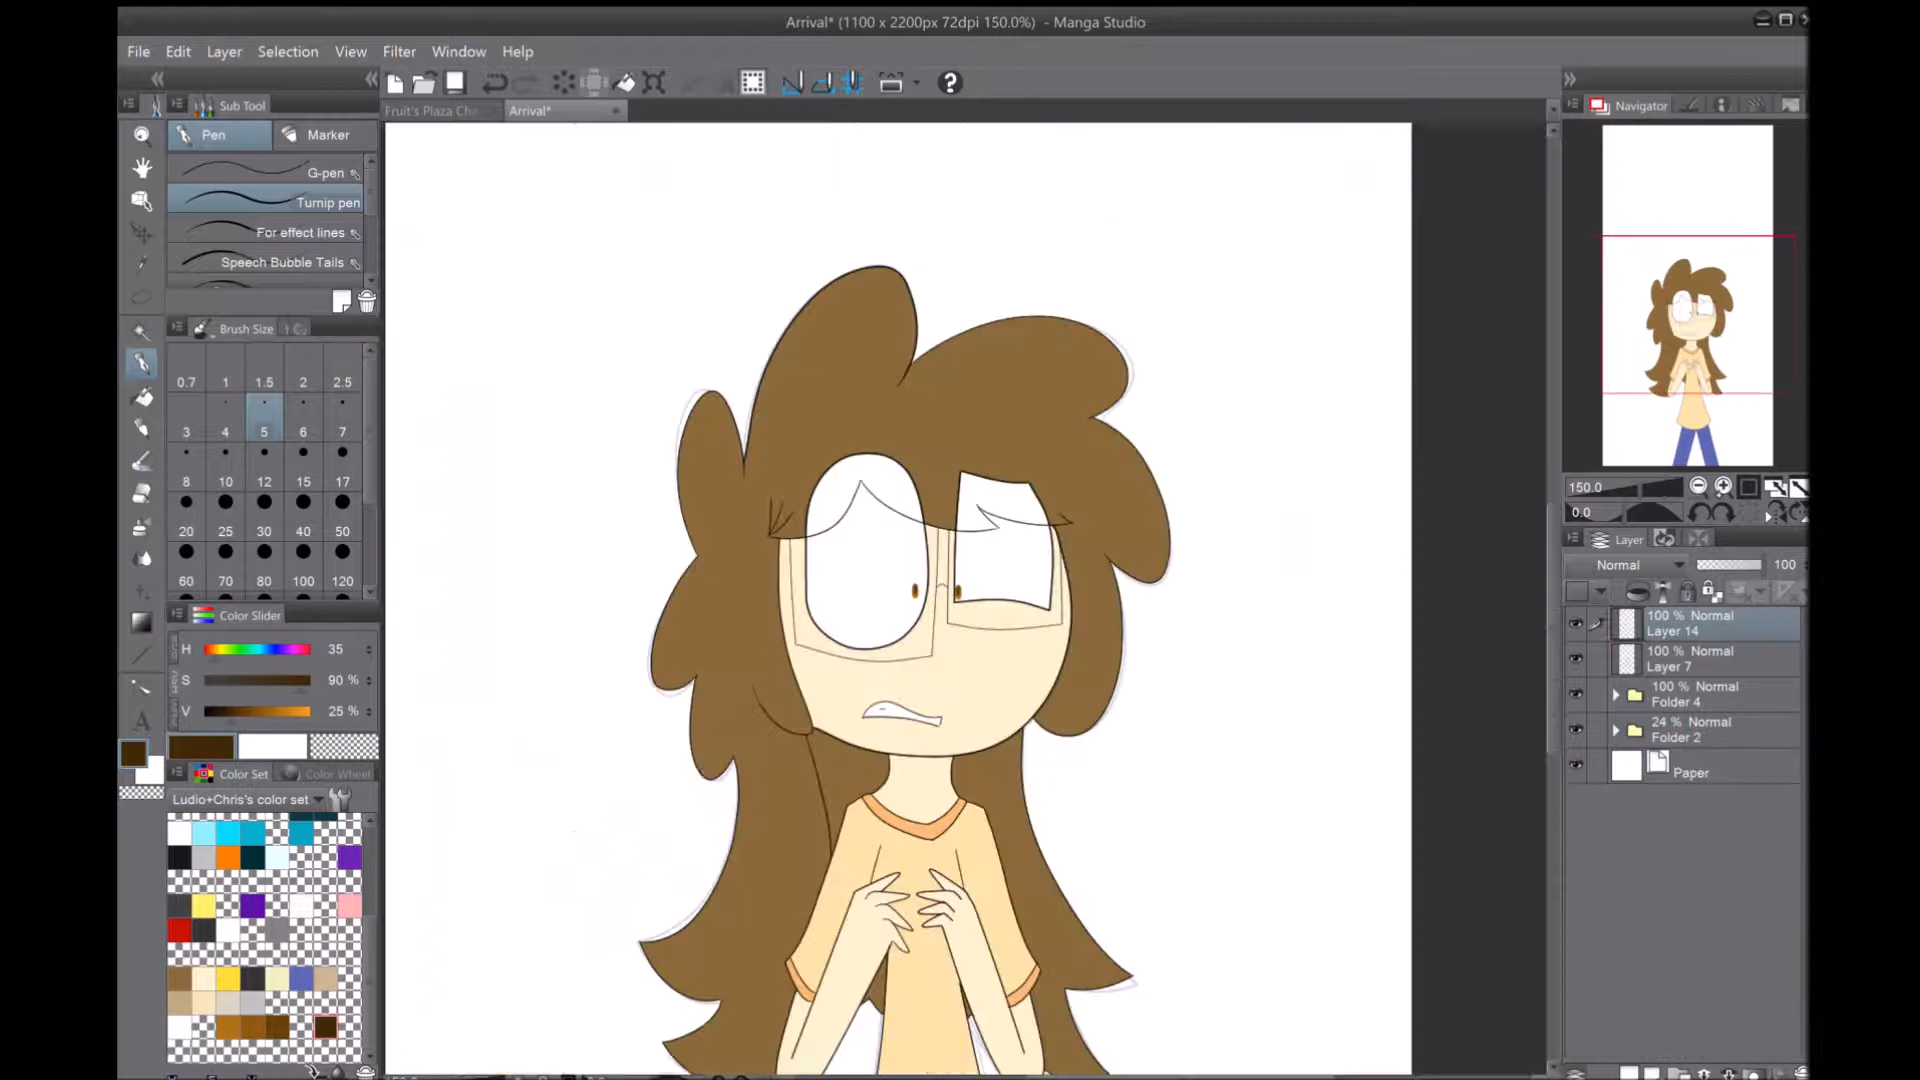 Arrival* (1100 x 2200px 72dpi 150.0%) - Manga Studio
File Edit Layer Selection View Filter Window Help
Sub Tool
Fruit's Plaza Ch
Arrival*
Navigator
Pen
Marker
G-pen
Turnip pen
For effect lines
Speech Bubble Tails
Brush Size
0.7 1 1.5 2 2.5
3 4 5 6 7
8 10 12 15 17
20 25 30 40 50
60 70 80 100 120
Color Slider
H 35
S 90 %
V 25 %
Color Set
Color Wheel
Ludio+Chris's color set
150.0
0.0
Layer
Normal 100
100 % Normal
Layer 14
100 % Normal
Layer 7
100 % Normal
Folder 4
24 % Normal
Folder 2
Paper